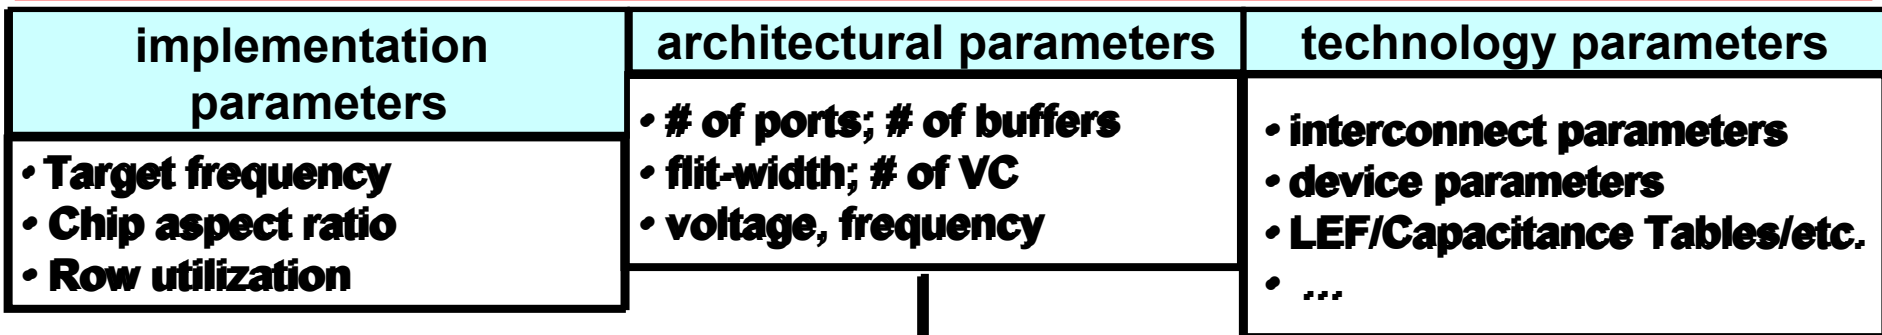 implementation
parameters
• Target frequency
• Chip aspect ratio
• Row utilization
architectural parameters
• # of ports; # of buffers
• flit-width; # of VC
• voltage, frequency
technology parameters
• interconnect parameters
• device parameters
• LEF/Capacitance Tables/etc.
• ...